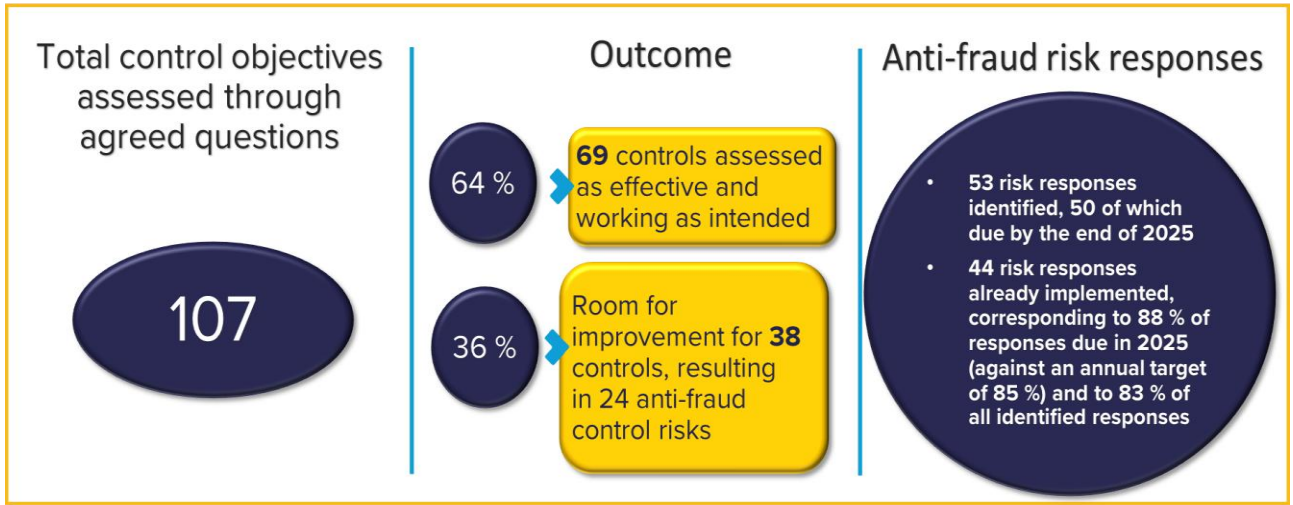 Total control objectives
assessed through
agreed questions
107
Outcome
64 %
69 controls assessed
as effective and
working as intended
36 %
Room for
improvement for 38
controls, resulting
in 24 anti-fraud
control risks
Anti-fraud risk responses
• 53 risk responses
identified, 50 of which
due by the end of 2025
• 44 risk responses
already implemented,
corresponding to 88 % of
responses due in 2025
(against an annual target
of 85 %) and to 83 % of
all identified responses